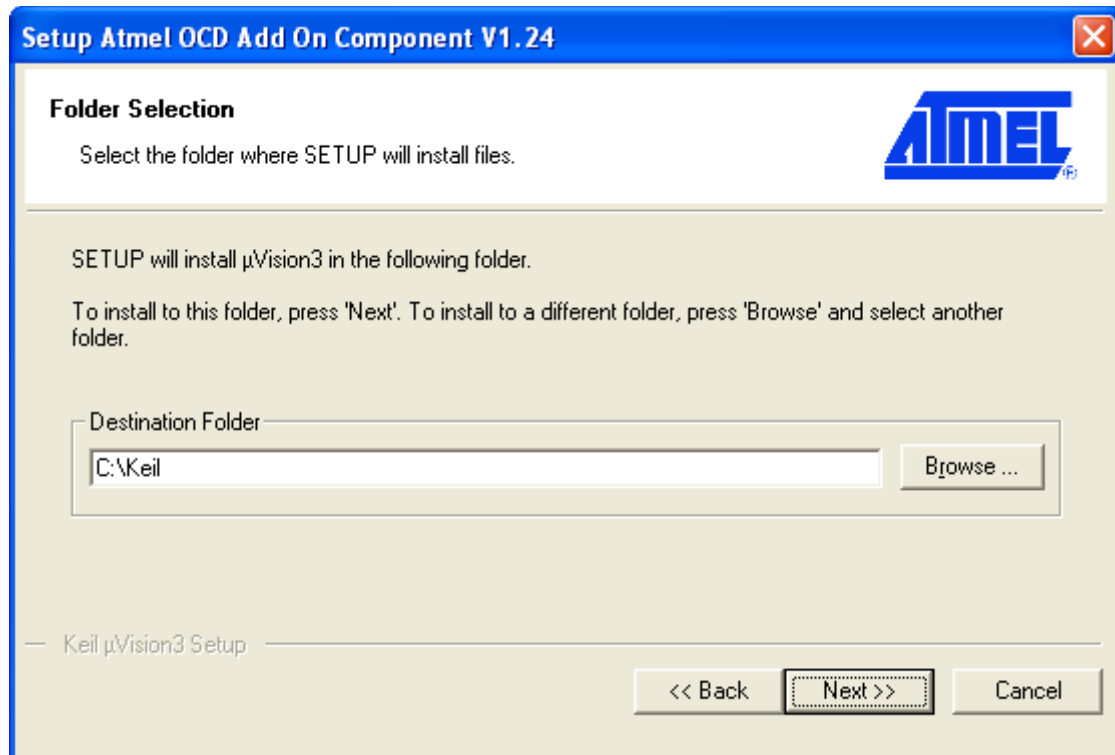 Setup Atmel OCD Add On Component V1.24
Folder Selection
Select the folder where SETUP will install files.
ATMEL
®
SETUP will install µVision3 in the following folder.
To install to this folder, press 'Next'. To install to a different folder, press 'Browse' and select another
folder.
Destination Folder
C:\Keil
Browse ...
Keil µVision3 Setup
<< Back
Next >>
Cancel